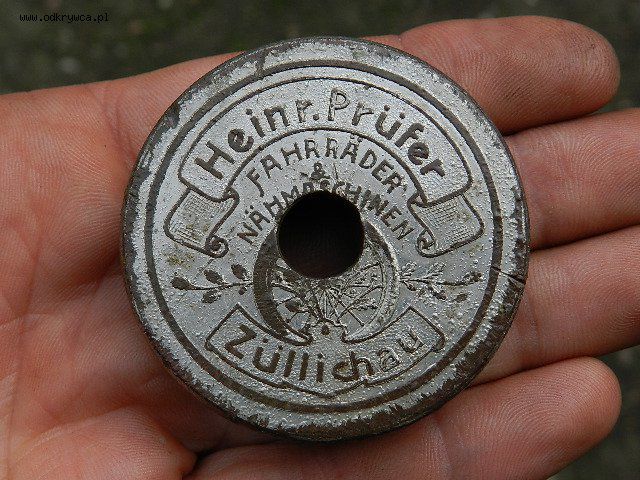 www.odkrywca.pl
Heinr. Prüfer
FAHRRÄDER
&
NÄHMASCHINEN
Züllichau